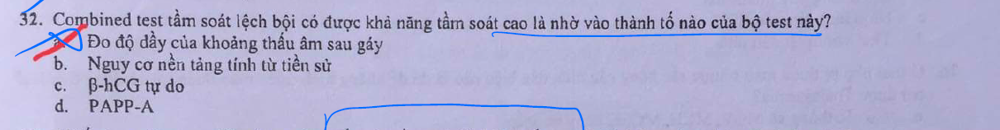 32. Combined test tầm soát lệch bội có được khả năng tầm soát cao là nhờ vào thành tố nào của bộ test này?
a. Đo độ dầy của khoảng thấu âm sau gáy
b. Nguy cơ nền tảng tính từ tiền sử
c. β-hCG tự do
d. PAPP-A